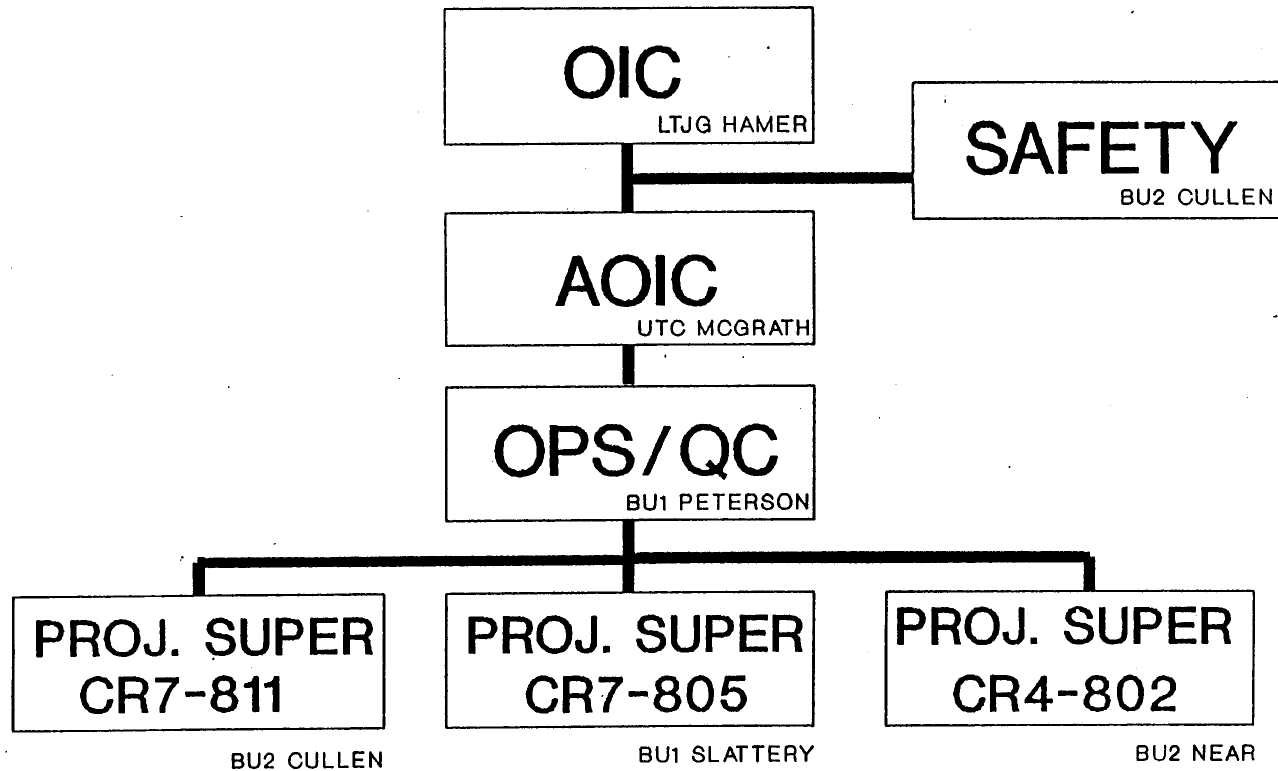 OIC
LTJG HAMER
SAFETY
BU2 CULLEN
AOIC
UTC MCGRATH
OPS/QC
BU1 PETERSON
PROJ. SUPER
CR7-811
BU2 CULLEN
PROJ. SUPER
CR7-805
BU1 SLATTERY
PROJ. SUPER
CR4-802
BU2 NEAR